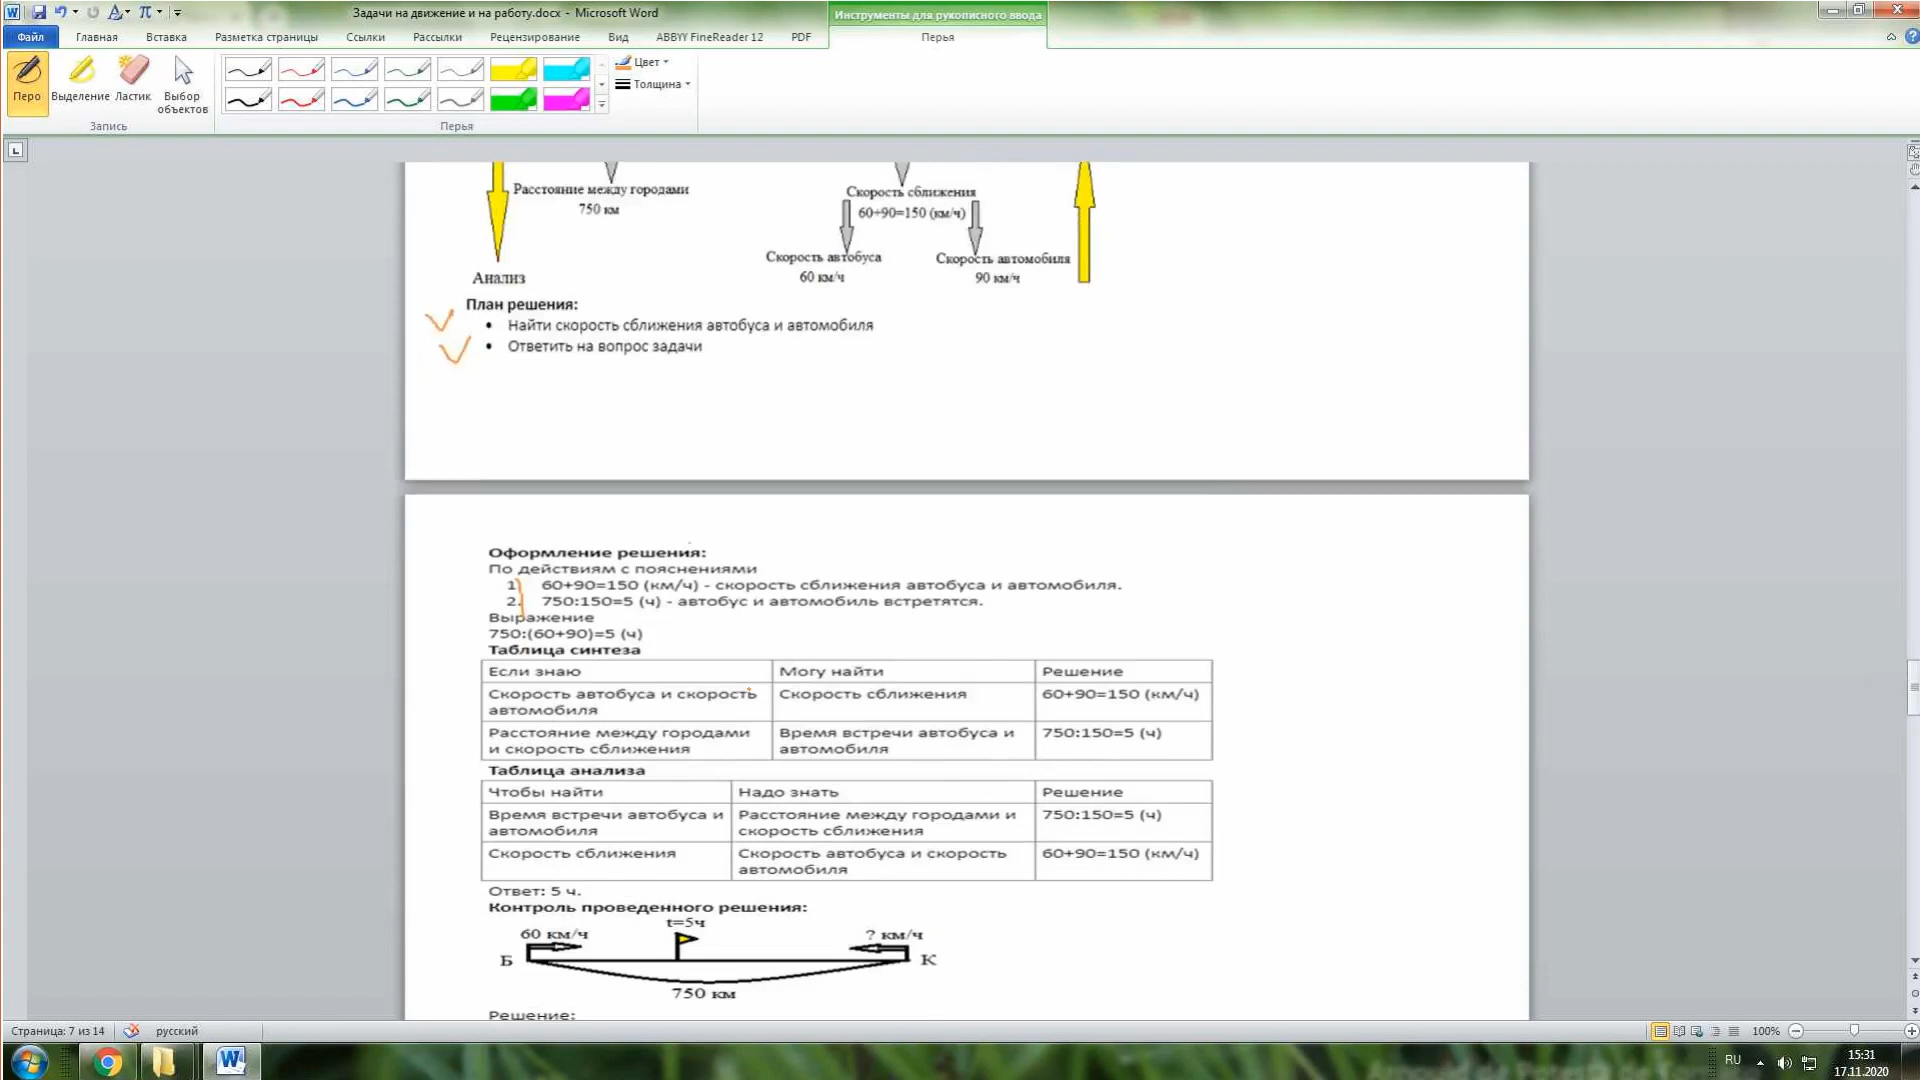 Задачи на движение и на работу.docx - Microsoft Word
Инструменты для рукописного ввода
Файл Главная Вставка Разметка страницы Ссылки Рассылки Рецензирование Вид ABBYY FineReader 12 PDF Перья
Перо Выделение Ластик Выбор объектов
Цвет
Толщина
Запись Перья
Расстояние между городами
750 км
Скорость сближения
60+90=150 (км/ч)
Скорость автобуса
60 км/ч
Скорость автомобиля
90 км/ч
Анализ
План решения:
• Найти скорость сближения автобуса и автомобиля
• Ответить на вопрос задачи
Оформление решения:
По действиям с пояснениями
1. 60+90=150 (км/ч) - скорость сближения автобуса и автомобиля.
2. 750:150=5 (ч) - автобус и автомобиль встретятся.
Выражение
750:(60+90)=5 (ч)
Таблица синтеза
Если знаю Могу найти Решение
Скорость автобуса и скорость автомобиля Скорость сближения 60+90=150 (км/ч)
Расстояние между городами и скорость сближения Время встречи автобуса и автомобиля 750:150=5 (ч)
Таблица анализа
Чтобы найти Надо знать Решение
Время встречи автобуса и автомобиля Расстояние между городами и скорость сближения 750:150=5 (ч)
Скорость сближения Скорость автобуса и скорость автомобиля 60+90=150 (км/ч)
Ответ: 5 ч.
Контроль проведенного решения:
t=5ч
60 км/ч ? км/ч
Б К
750 км
Решение:
Страница: 7 из 14 русский 100%
RU 15:31
17.11.2020